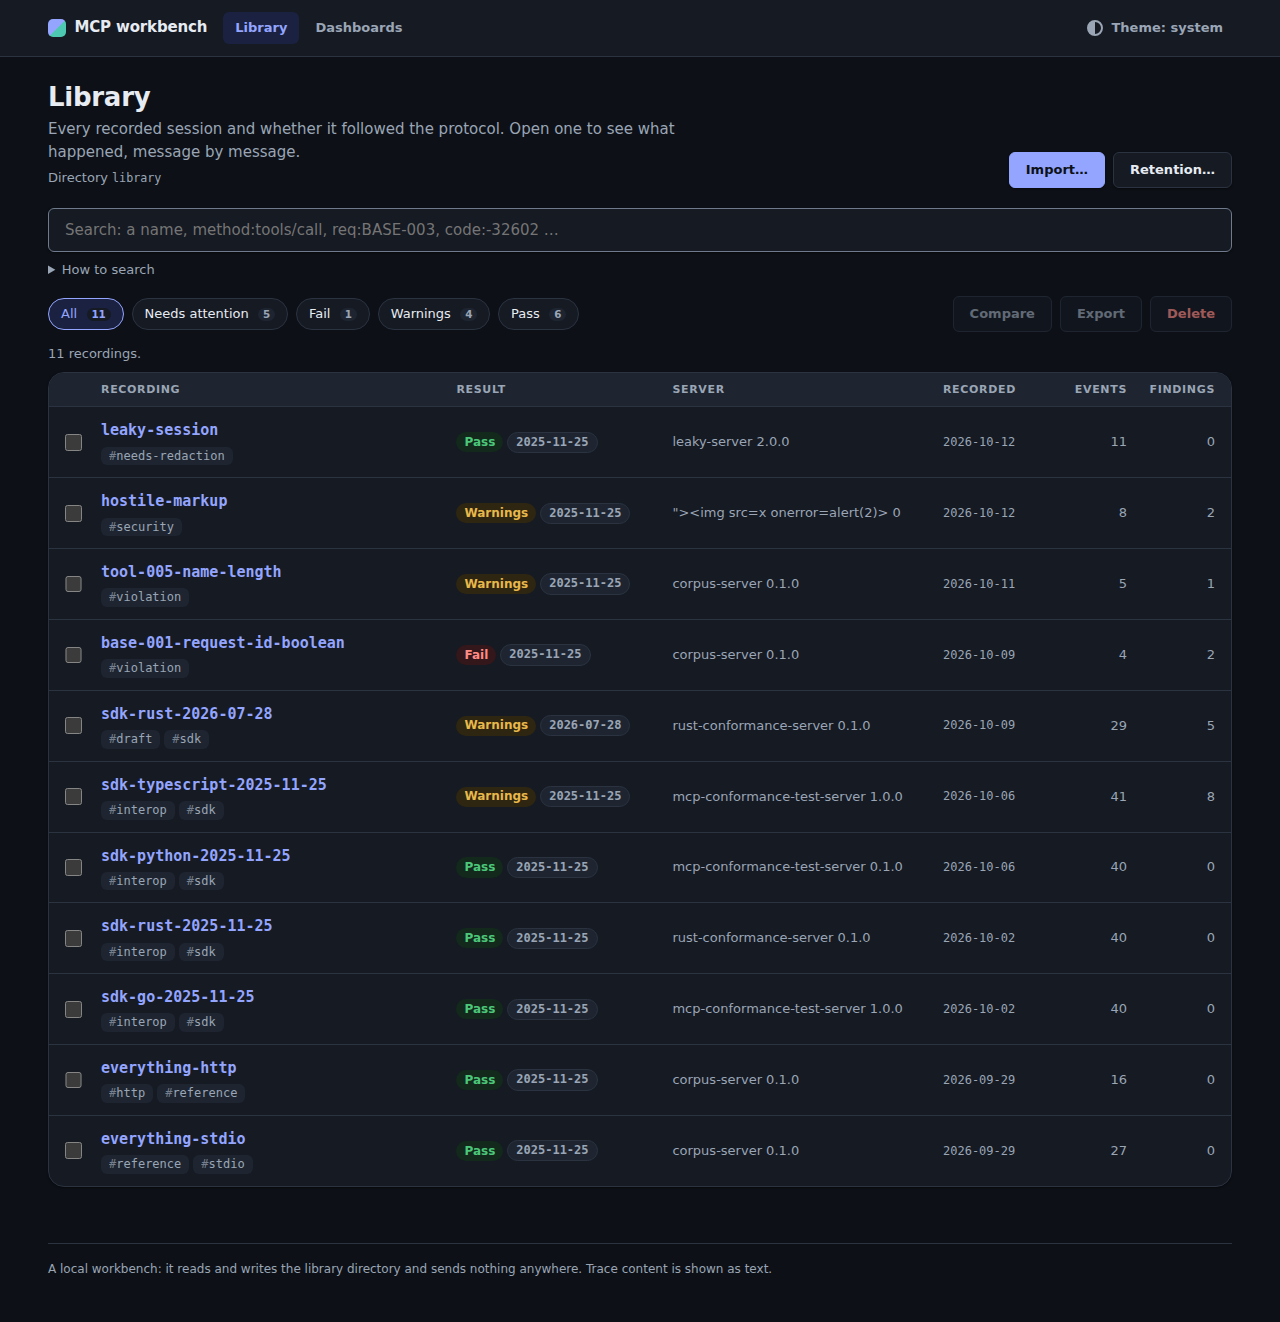 MCP workbench Library Dashboards Theme: system
Library
Every recorded session and whether it followed the protocol. Open one to see what
happened, message by message.
Directory library
Import… Retention…
Search: a name, method:tools/call, req:BASE-003, code:-32602 …
How to search
All 11 Needs attention 5 Fail 1 Warnings 4 Pass 6 Compare Export Delete
11 recordings.
RECORDING RESULT SERVER RECORDED EVENTS FINDINGS
leaky-session
#needs-redaction
Pass 2025-11-25 leaky-server 2.0.0 2026-10-12 11 0
hostile-markup
#security
Warnings 2025-11-25 "><img src=x onerror=alert(2)> 0 2026-10-12 8 2
tool-005-name-length
#violation
Warnings 2025-11-25 corpus-server 0.1.0 2026-10-11 5 1
base-001-request-id-boolean
#violation
Fail 2025-11-25 corpus-server 0.1.0 2026-10-09 4 2
sdk-rust-2026-07-28
#draft #sdk
Warnings 2026-07-28 rust-conformance-server 0.1.0 2026-10-09 29 5
sdk-typescript-2025-11-25
#interop #sdk
Warnings 2025-11-25 mcp-conformance-test-server 1.0.0 2026-10-06 41 8
sdk-python-2025-11-25
#interop #sdk
Pass 2025-11-25 mcp-conformance-test-server 0.1.0 2026-10-06 40 0
sdk-rust-2025-11-25
#interop #sdk
Pass 2025-11-25 rust-conformance-server 0.1.0 2026-10-02 40 0
sdk-go-2025-11-25
#interop #sdk
Pass 2025-11-25 mcp-conformance-test-server 1.0.0 2026-10-02 40 0
everything-http
#http #reference
Pass 2025-11-25 corpus-server 0.1.0 2026-09-29 16 0
everything-stdio
#reference #stdio
Pass 2025-11-25 corpus-server 0.1.0 2026-09-29 27 0
A local workbench: it reads and writes the library directory and sends nothing anywhere. Trace content is shown as text.